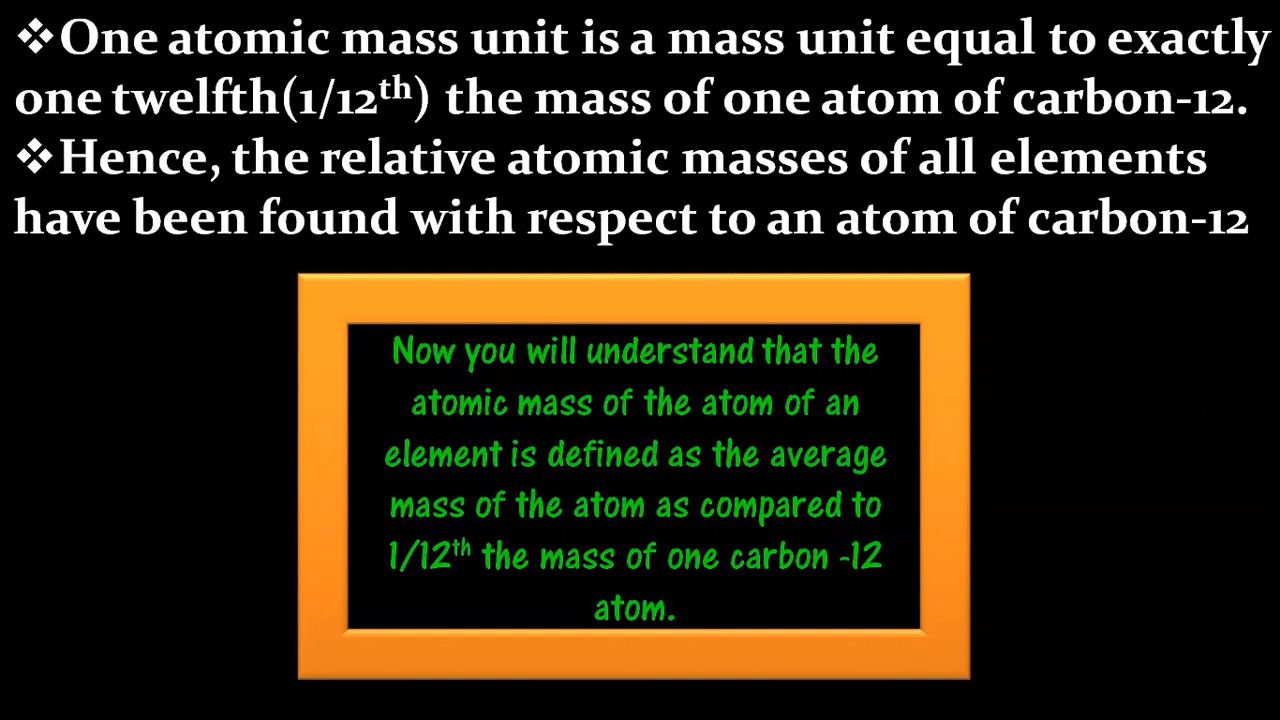 ❖One atomic mass unit is a mass unit equal to exactly
one twelfth(1/12ᵗʰ) the mass of one atom of carbon-12.
❖Hence, the relative atomic masses of all elements
have been found with respect to an atom of carbon-12
Now you will understand that the
atomic mass of the atom of an
element is defined as the average
mass of the atom as compared to
1/12ᵗʰ the mass of one carbon -12
atom.